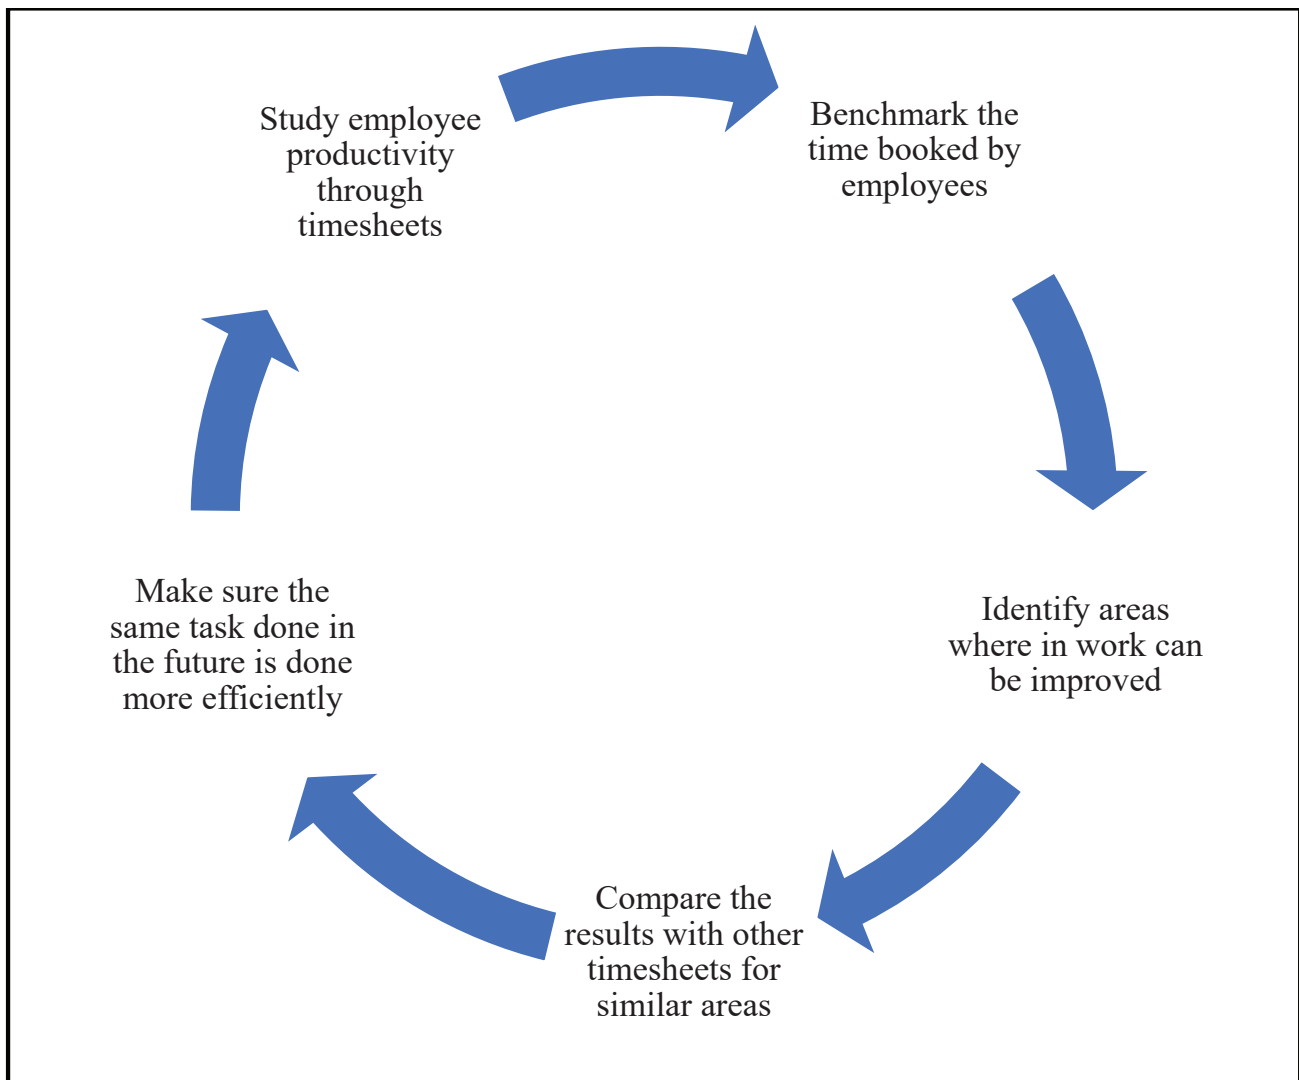 Study employee
productivity
through
timesheets
Benchmark the
time booked by
employees
Identify areas
where in work can
be improved
Compare the
results with other
timesheets for
similar areas
Make sure the
same task done in
the future is done
more efficiently